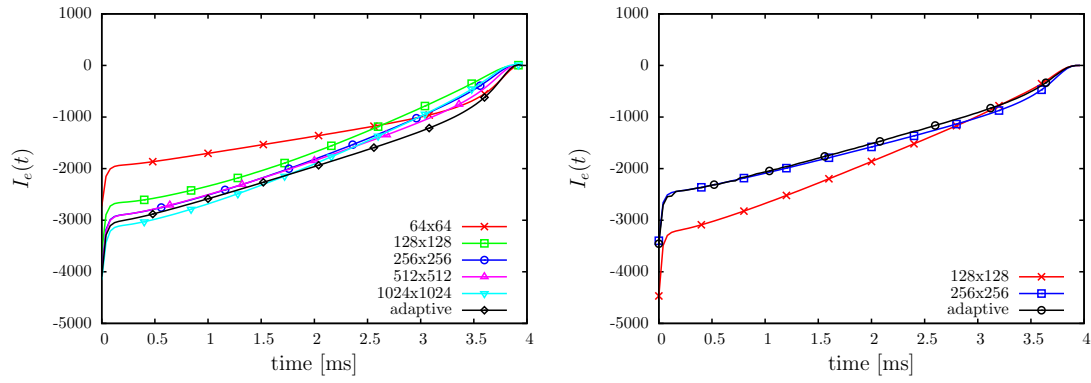 1000
0
-1000
-2000
-3000
-4000
-5000
I_e(t)
0 0.5 1 1.5 2 2.5 3 3.5 4
time [ms]
64x64
128x128
256x256
512x512
1024x1024
adaptive
1000
0
-1000
-2000
-3000
-4000
-5000
I_e(t)
0 0.5 1 1.5 2 2.5 3 3.5 4
time [ms]
128x128
256x256
adaptive